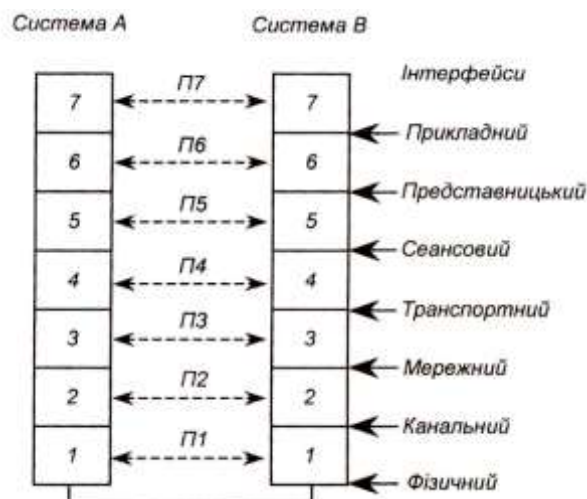 Система А Система В
Інтерфейси
7 П7 7
Прикладний
6 П6 6
Представницький
5 П5 5
Сеансовий
4 П4 4
Транспортний
3 П3 3
Мережний
2 П2 2
Канальний
1 П1 1
Фізичний